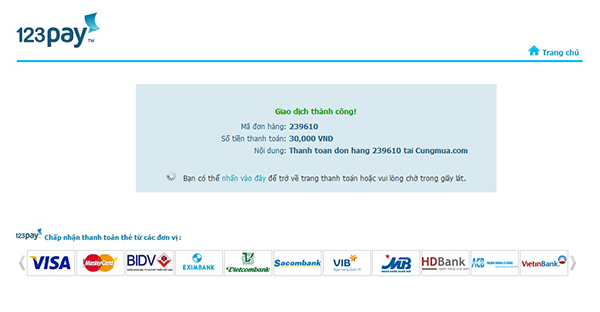 123pay™
Trang chủ
Giao dịch thành công!
Mã đơn hàng: 239610
Số tiền thanh toán: 30,000 VND
Nội dung: Thanh toan don hang 239610 tai Cungmua.com
Bạn có thể nhấn vào đây để trở về trang thanh toán hoặc vui lòng chờ trong giây lát.
123pay Chấp nhận thanh toán thẻ từ các đơn vị:
VISA MasterCard BIDV EXIMBANK Vietcombank Sacombank VIB MB HDBank ACB VietinBank